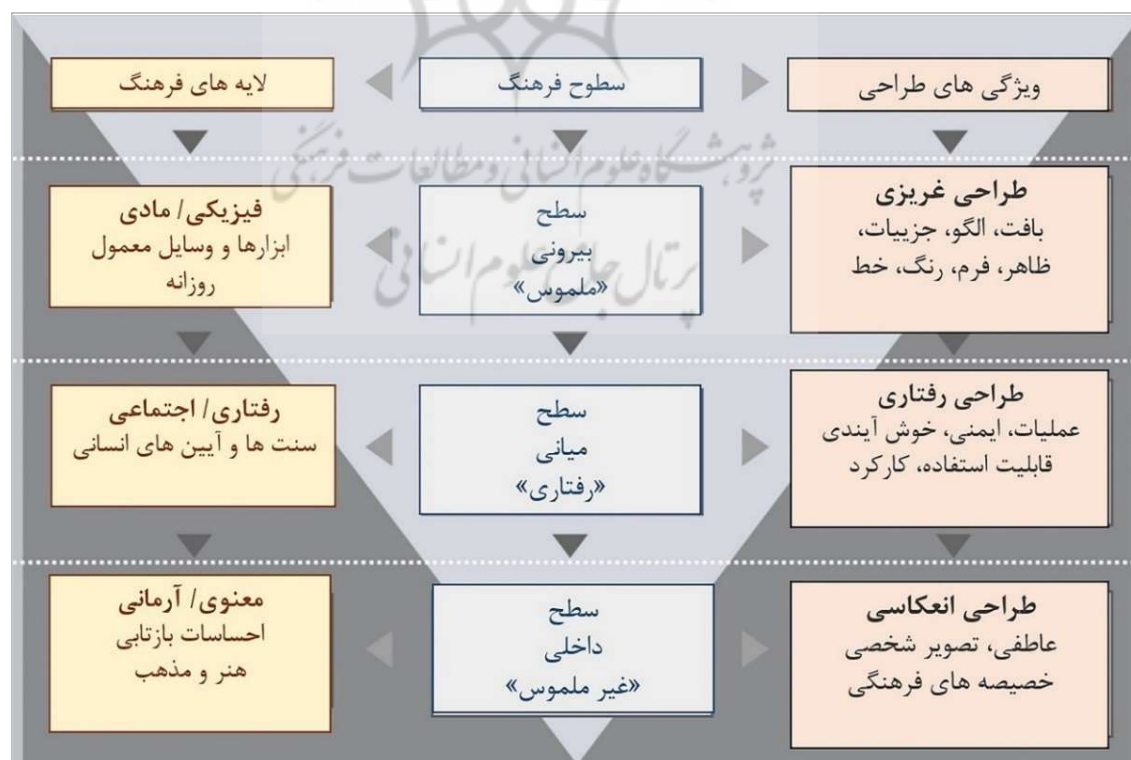 ویژگی های طراحی
سطوح فرهنگ
لایه های فرهنگ
پژوهشگاه علوم انسانی و مطالعات فرهنگی
پرتال جامع علوم انسانی
طراحی غریزی
بافت، الگو، جزییات،
ظاهر، فرم، رنگ، خط
سطح
بیرونی
«ملموس»
فیزیکی/ مادی
ابزارها و وسایل معمول
روزانه
طراحی رفتاری
عملیات، ایمنی، خوش آیندی
قابلیت استفاده، کارکرد
سطح
میانی
«رفتاری»
رفتاری/ اجتماعی
سنت ها و آیین های انسانی
طراحی انعکاسی
عاطفی، تصویر شخصی
خصیصه های فرهنگی
سطح
داخلی
«غیر ملموس»
معنوی/ آرمانی
احساسات بازتابی
هنر و مذهب